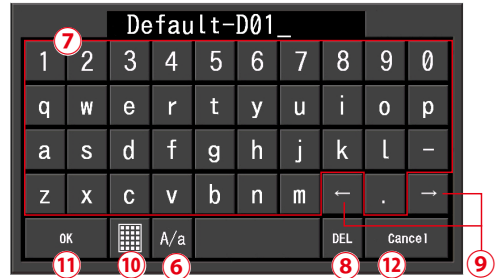 Default-D01_
⑦
1 2 3 4 5 6 7 8 9 0
q w e r t y u i o p
a s d f g h j k l -
z x c v b n m ← . →
OK A/a DEL Cancel
⑪ ⑩ ⑥ ⑧ ⑫ ⑨